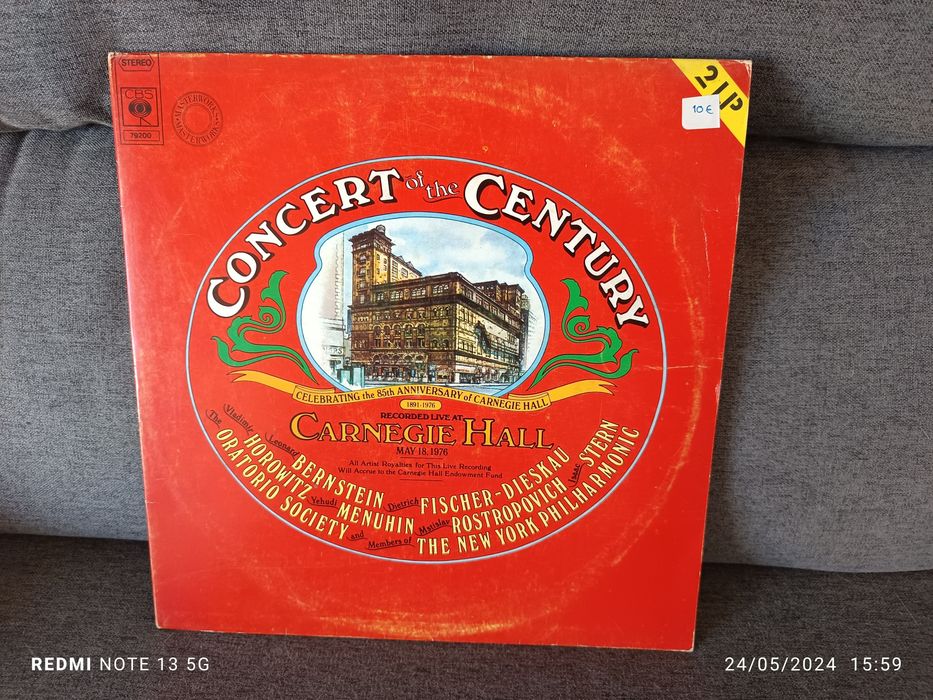 STEREO
CBS
79200
MASTERWORKS · MASTERWORKS
2 LP
10 €
CONCERT of the CENTURY
CELEBRATING the 85th ANNIVERSARY of CARNEGIE HALL
1891-1976
RECORDED LIVE AT
CARNEGIE HALL
MAY 18, 1976
All Artist Royalties for This Live Recording
Will Accrue to the Carnegie Hall Endowment Fund
Leonard BERNSTEIN Dietrich FISCHER-DIESKAU
Vladimir HOROWITZ Yehudi MENUHIN Mstislav ROSTROPOVICH Isaac STERN
The ORATORIO SOCIETY and Members of THE NEW YORK PHILHARMONIC
REDMI NOTE 13 5G
24/05/2024 15:59